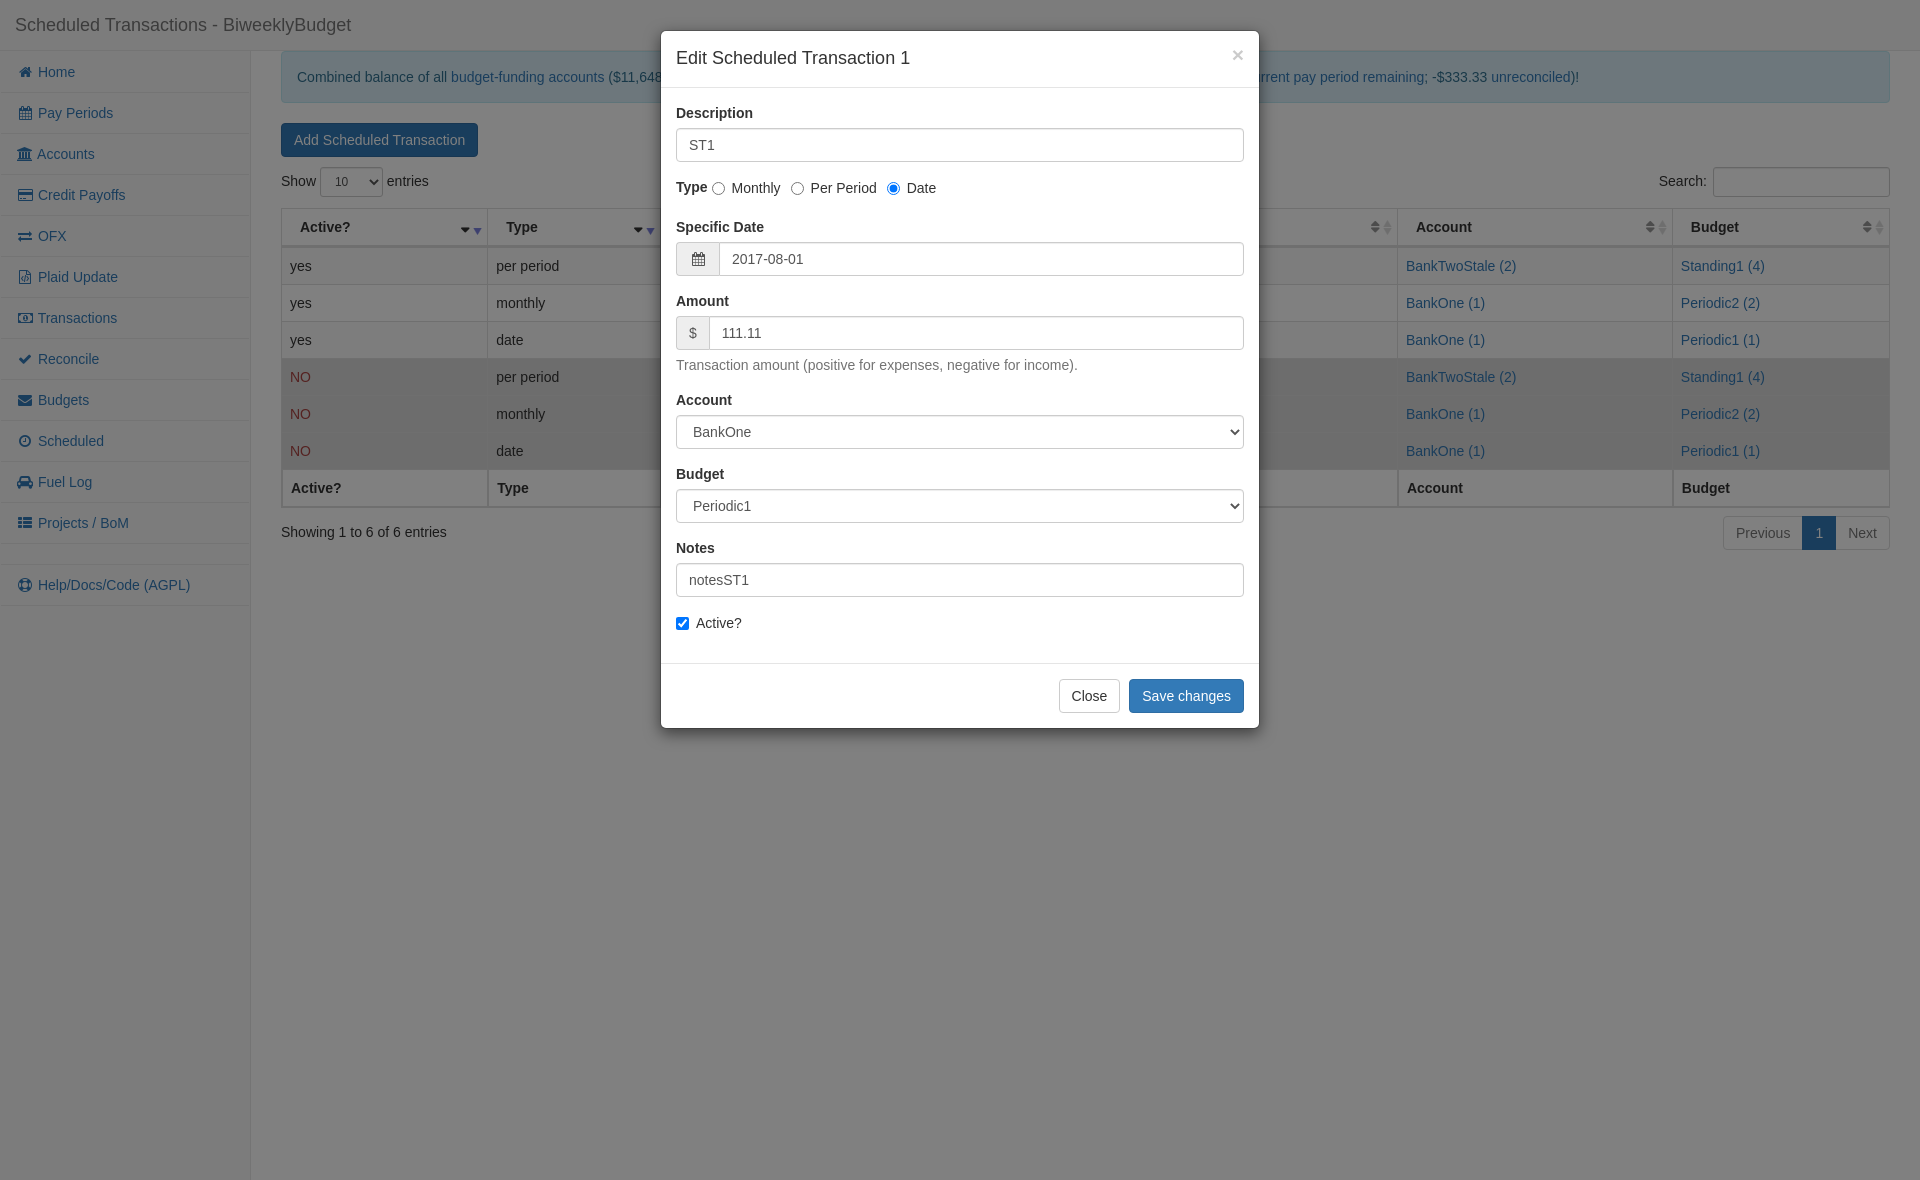 Scheduled Transactions - BiweeklyBudget
Home
Pay Periods
Accounts
Credit Payoffs
OFX
Plaid Update
Transactions
Reconcile
Budgets
Scheduled
Fuel Log
Projects / BoM
Help/Docs/Code (AGPL)
Combined balance of all budget-funding accounts ($11,648
pay period remaining; -$333.33 unreconciled)!
Add Scheduled Transaction
Show 10 entries
Search:
Active? Type Account Budget
yes per period BankTwoStale (2) Standing1 (4)
yes monthly BankOne (1) Periodic2 (2)
yes date BankOne (1) Periodic1 (1)
NO per period BankTwoStale (2) Standing1 (4)
NO monthly BankOne (1) Periodic2 (2)
NO date BankOne (1) Periodic1 (1)
Active? Type Account Budget
Showing 1 to 6 of 6 entries
Previous 1 Next
Edit Scheduled Transaction 1
×
Description
ST1
Type Monthly Per Period Date
Specific Date
2017-08-01
Amount
$ 111.11
Transaction amount (positive for expenses, negative for income).
Account
BankOne
Budget
Periodic1
Notes
notesST1
Active?
Close Save changes